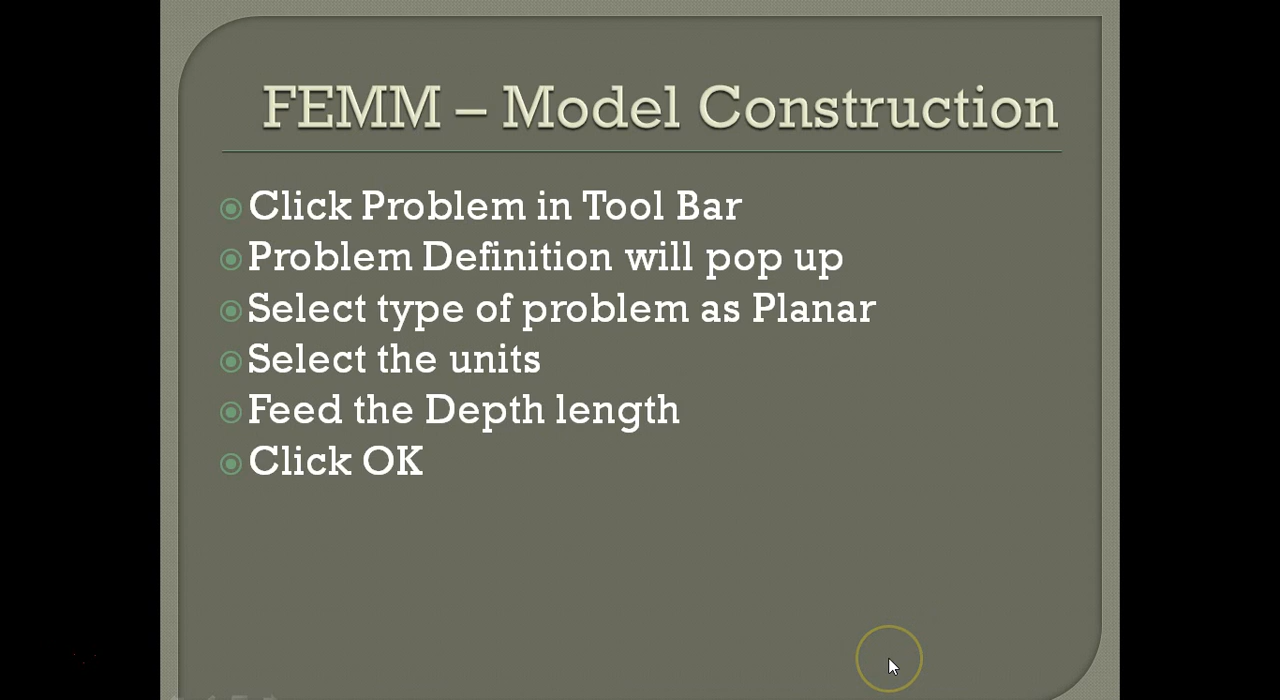 FEMM – Model Construction
Click Problem in Tool Bar
Problem Definition will pop up
Select type of problem as Planar
Select the units
Feed the Depth length
Click OK